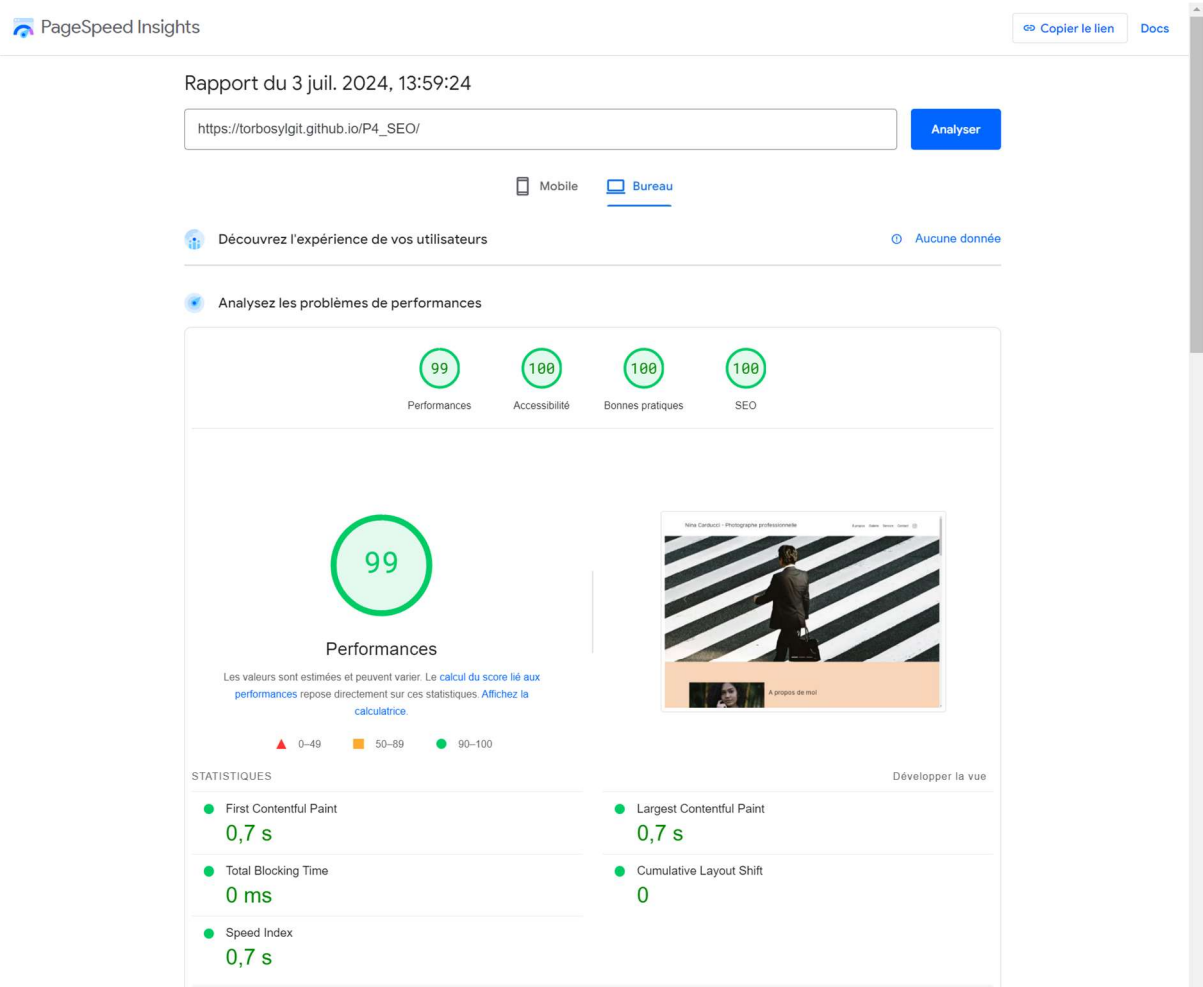 PageSpeed Insights
Copier le lien
Docs
Rapport du 3 juil. 2024, 13:59:24
https://torbosylgit.github.io/P4_SEO/
Analyser
Mobile
Bureau
Découvrez l'expérience de vos utilisateurs
Aucune donnée
Analysez les problèmes de performances
99
100
100
100
Performances
Accessibilité
Bonnes pratiques
SEO
99
Performances
Les valeurs sont estimées et peuvent varier. Le calcul du score lié aux
performances repose directement sur ces statistiques. Affichez la
calculatrice.
0–49
50–89
90–100
Nina Carducci - Photographe professionnelle
A propos
Galerie
Services
Contact
A propos de moi
STATISTIQUES
Développer la vue
First Contentful Paint
0,7 s
Largest Contentful Paint
0,7 s
Total Blocking Time
0 ms
Cumulative Layout Shift
0
Speed Index
0,7 s